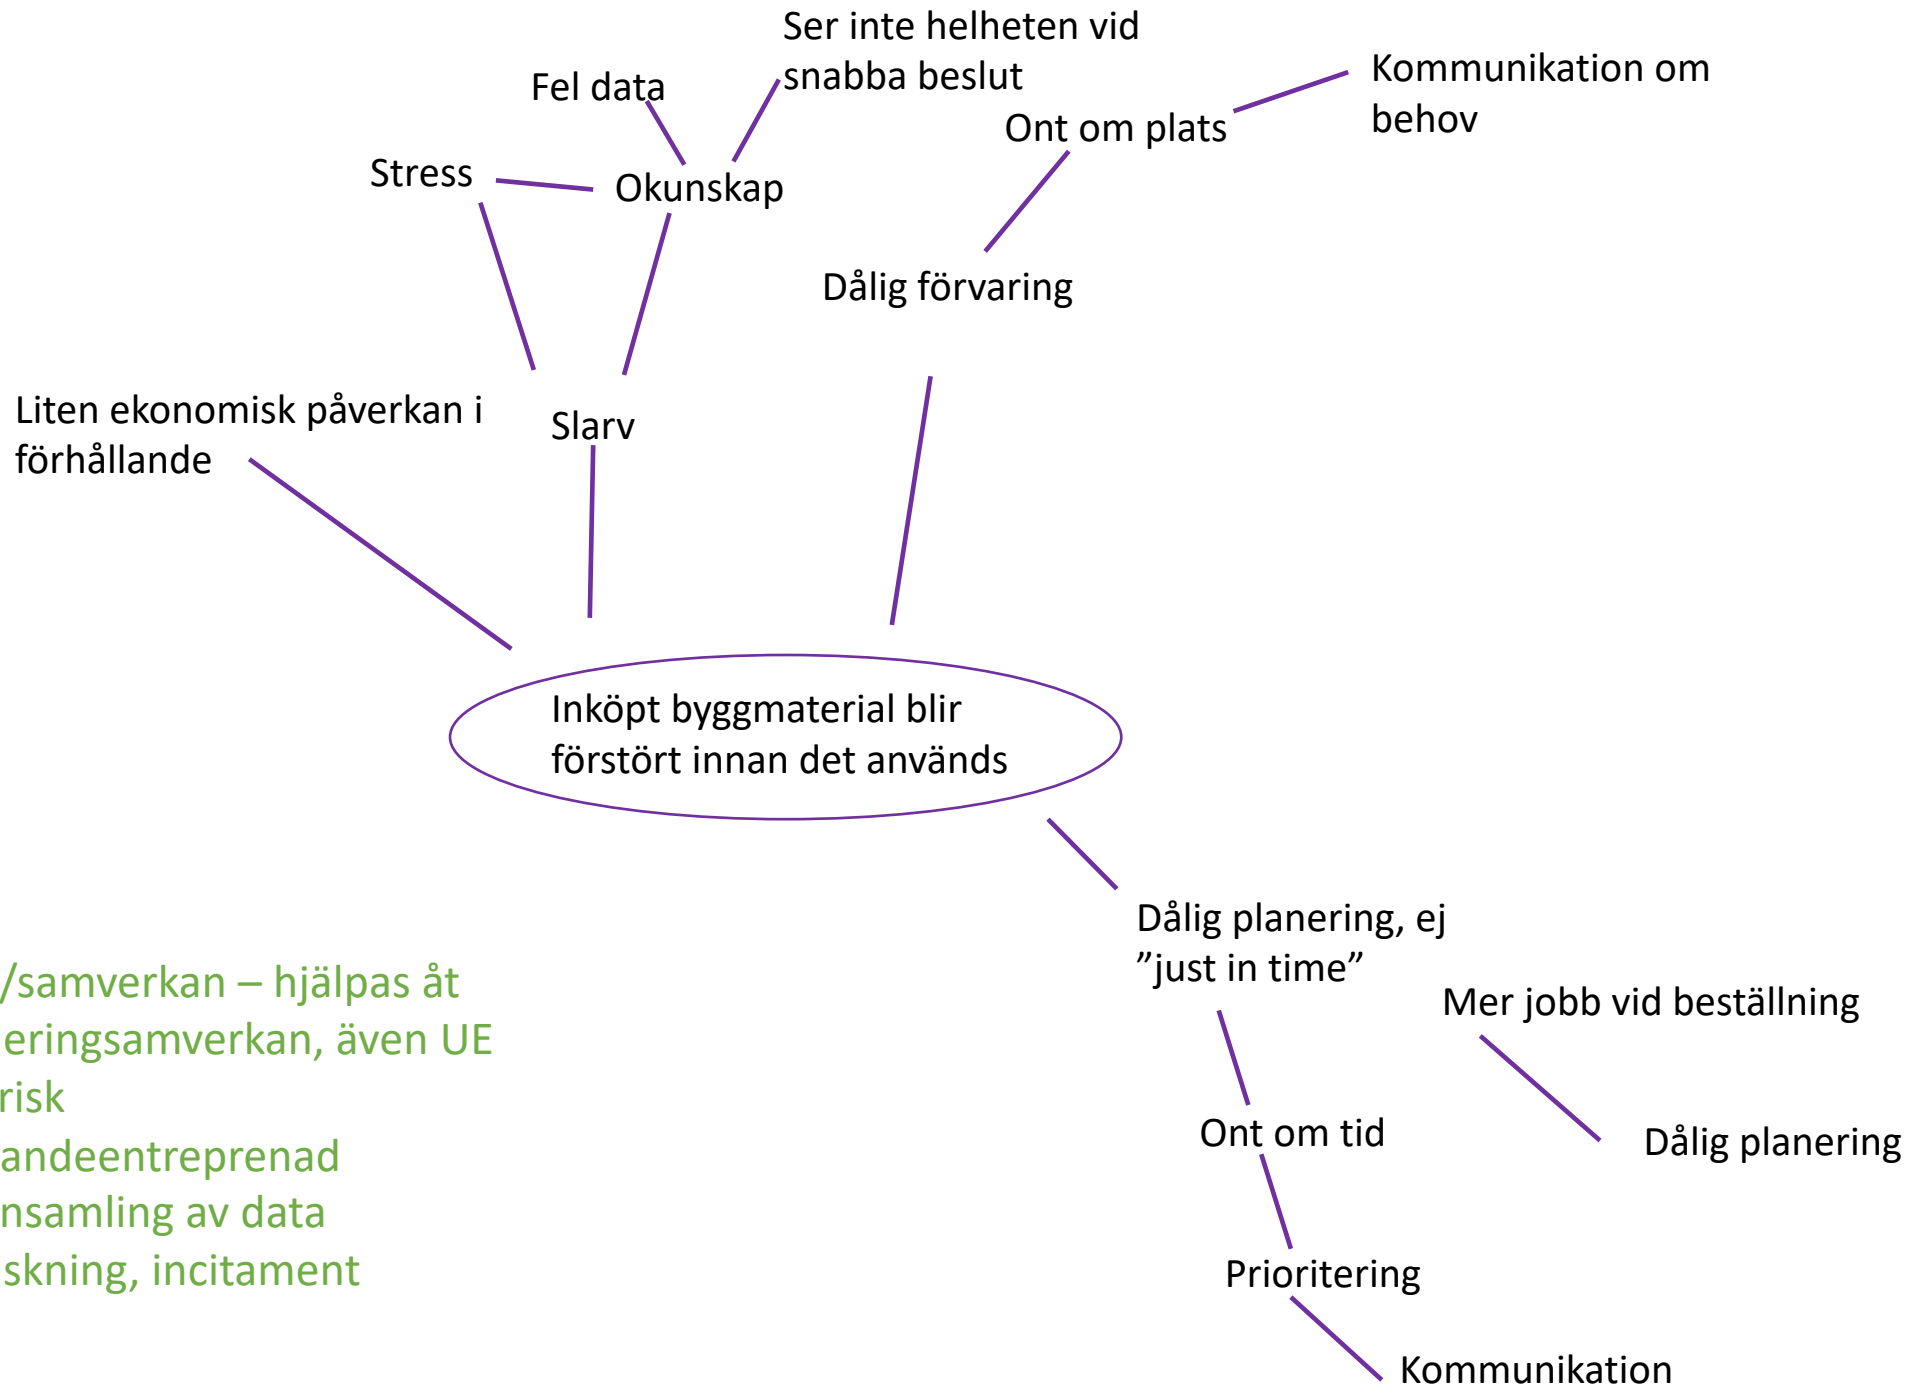 Ser inte helheten vid
snabba beslut
Kommunikation om
behov
Fel data
Ont om plats
Stress
Okunskap
Dålig förvaring
Liten ekonomisk påverkan i
förhållande
Slarv
Inköpt byggmaterial blir
förstört innan det används
Dålig planering, ej
”just in time”
/samverkan – hjälpas åt
eringsamverkan, även UE
risk
andeentreprenad
nsamling av data
skning, incitament
Mer jobb vid beställning
Ont om tid
Dålig planering
Prioritering
Kommunikation